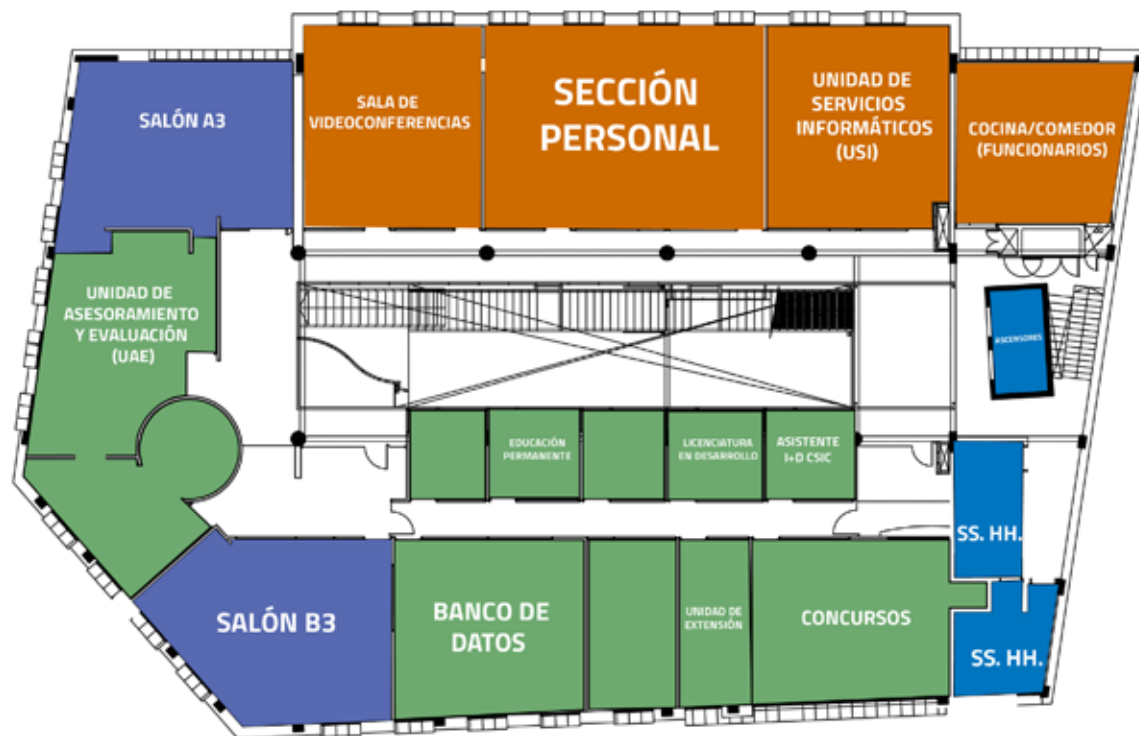 SALÓN A3
SALA DE
VIDEOCONFERENCIAS
SECCIÓN
PERSONAL
UNIDAD DE
SERVICIOS
INFORMÁTICOS
(USI)
COCINA/COMEDOR
(FUNCIONARIOS)
UNIDAD DE
ASESORAMIENTO
Y EVALUACIÓN
(UAE)
ASCENSORES
EDUCACIÓN
PERMANENTE
LICENCIATURA
EN DESARROLLO
ASISTENTE
I+D CSIC
SS. HH.
SALÓN B3
BANCO DE
DATOS
UNIDAD DE
EXTENSIÓN
CONCURSOS
SS. HH.